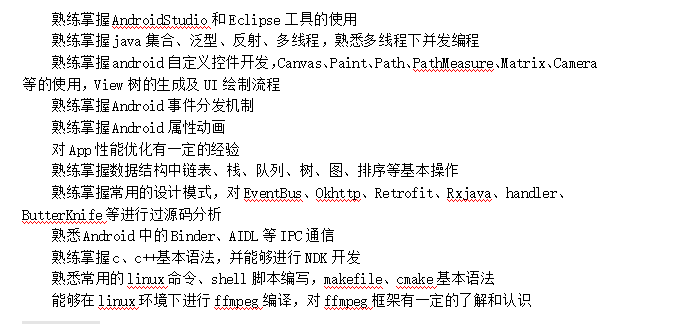 熟练掌握AndroidStudio和Eclipse工具的使用
熟练掌握java集合、泛型、反射、多线程，熟悉多线程下并发编程
熟练掌握android自定义控件开发,Canvas、Paint、Path、PathMeasure、Matrix、Camera
等的使用，View树的生成及UI绘制流程
熟练掌握Android事件分发机制
熟练掌握Android属性动画
对App性能优化有一定的经验
熟练掌握数据结构中链表、栈、队列、树、图、排序等基本操作
熟练掌握常用的设计模式，对EventBus、Okhttp、Retrofit、Rxjava、handler、
ButterKnife等进行过源码分析
熟悉Android中的Binder、AIDL等IPC通信
熟练掌握c、c++基本语法，并能够进行NDK开发
熟悉常用的linux命令、shell脚本编写，makefile、cmake基本语法
能够在linux环境下进行ffmpeg编译，对ffmpeg框架有一定的了解和认识